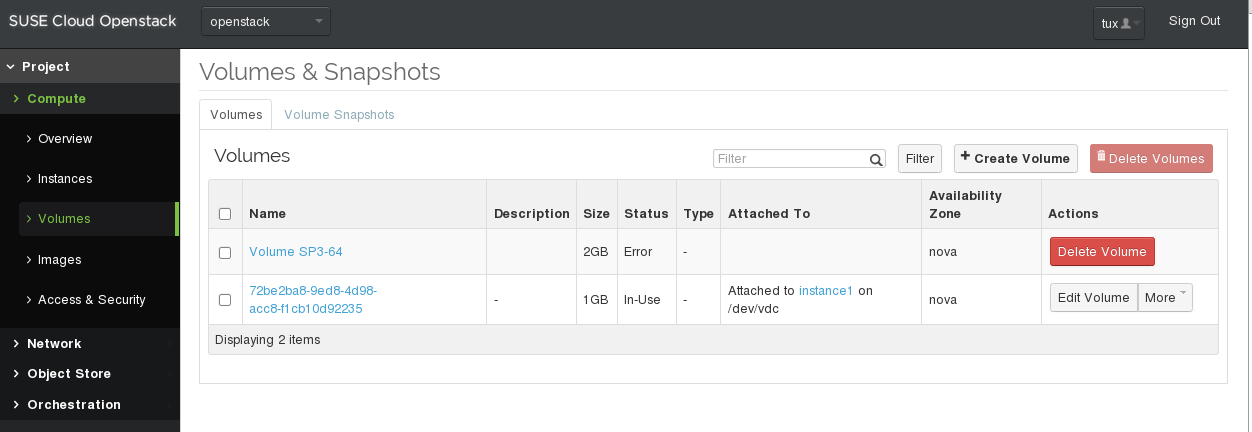 SUSE Cloud Openstack openstack tux Sign Out
Project
Compute
Overview
Instances
Volumes
Images
Access & Security
Network
Object Store
Orchestration
Volumes & Snapshots
Volumes Volume Snapshots
Volumes Filter Filter + Create Volume Delete Volumes
Name Description Size Status Type Attached To Availability Zone Actions
Volume SP3-64 2GB Error - nova Delete Volume
72be2ba8-9ed8-4d98- - 1GB In-Use - Attached to instance1 on nova Edit Volume More
acc8-f1cb10d92235 /dev/vdc
Displaying 2 items